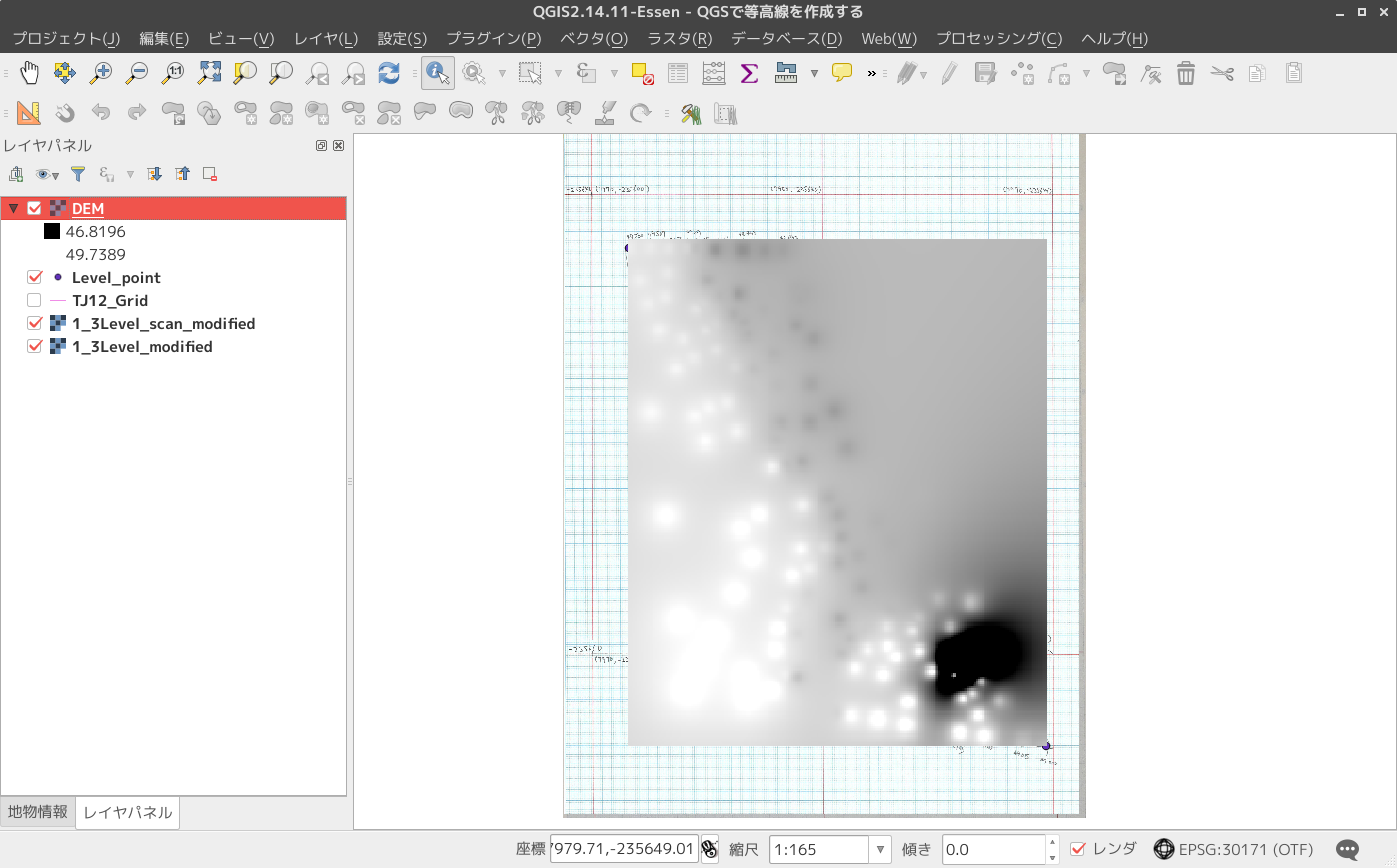 QGIS2.14.11-Essen - QGSで等高線を作成する
プロジェクト(J) 編集(E) ビュー(V) レイヤ(L) 設定(S) プラグイン(P) ベクタ(O) ラスタ(R) データベース(D) Web(W) プロセッシング(C) ヘルプ(H)
1:1
»
レイヤパネル
DEM
46.8196
49.7389
Level_point
TJ12_Grid
1_3Level_scan_modified
1_3Level_modified
地物情報 レイヤパネル
座標 7979.71,-235649.01 縮尺 1:165 傾き 0.0 レンダ EPSG:30171 (OTF)